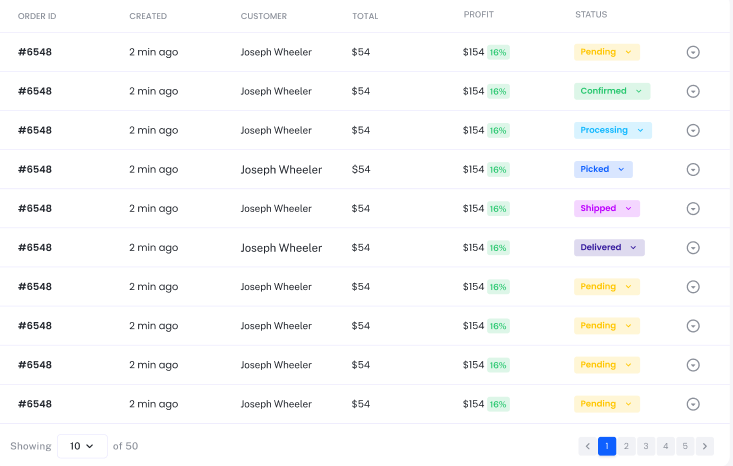 ORDER ID CREATED CUSTOMER TOTAL PROFIT STATUS
#6548 2 min ago Joseph Wheeler $54 $154 16% Pending
#6548 2 min ago Joseph Wheeler $54 $154 16% Confirmed
#6548 2 min ago Joseph Wheeler $54 $154 16% Processing
#6548 2 min ago Joseph Wheeler $54 $154 16% Picked
#6548 2 min ago Joseph Wheeler $54 $154 16% Shipped
#6548 2 min ago Joseph Wheeler $54 $154 16% Delivered
#6548 2 min ago Joseph Wheeler $54 $154 16% Pending
#6548 2 min ago Joseph Wheeler $54 $154 16% Pending
#6548 2 min ago Joseph Wheeler $54 $154 16% Pending
#6548 2 min ago Joseph Wheeler $54 $154 16% Pending
Showing 10 of 50 1 2 3 4 5